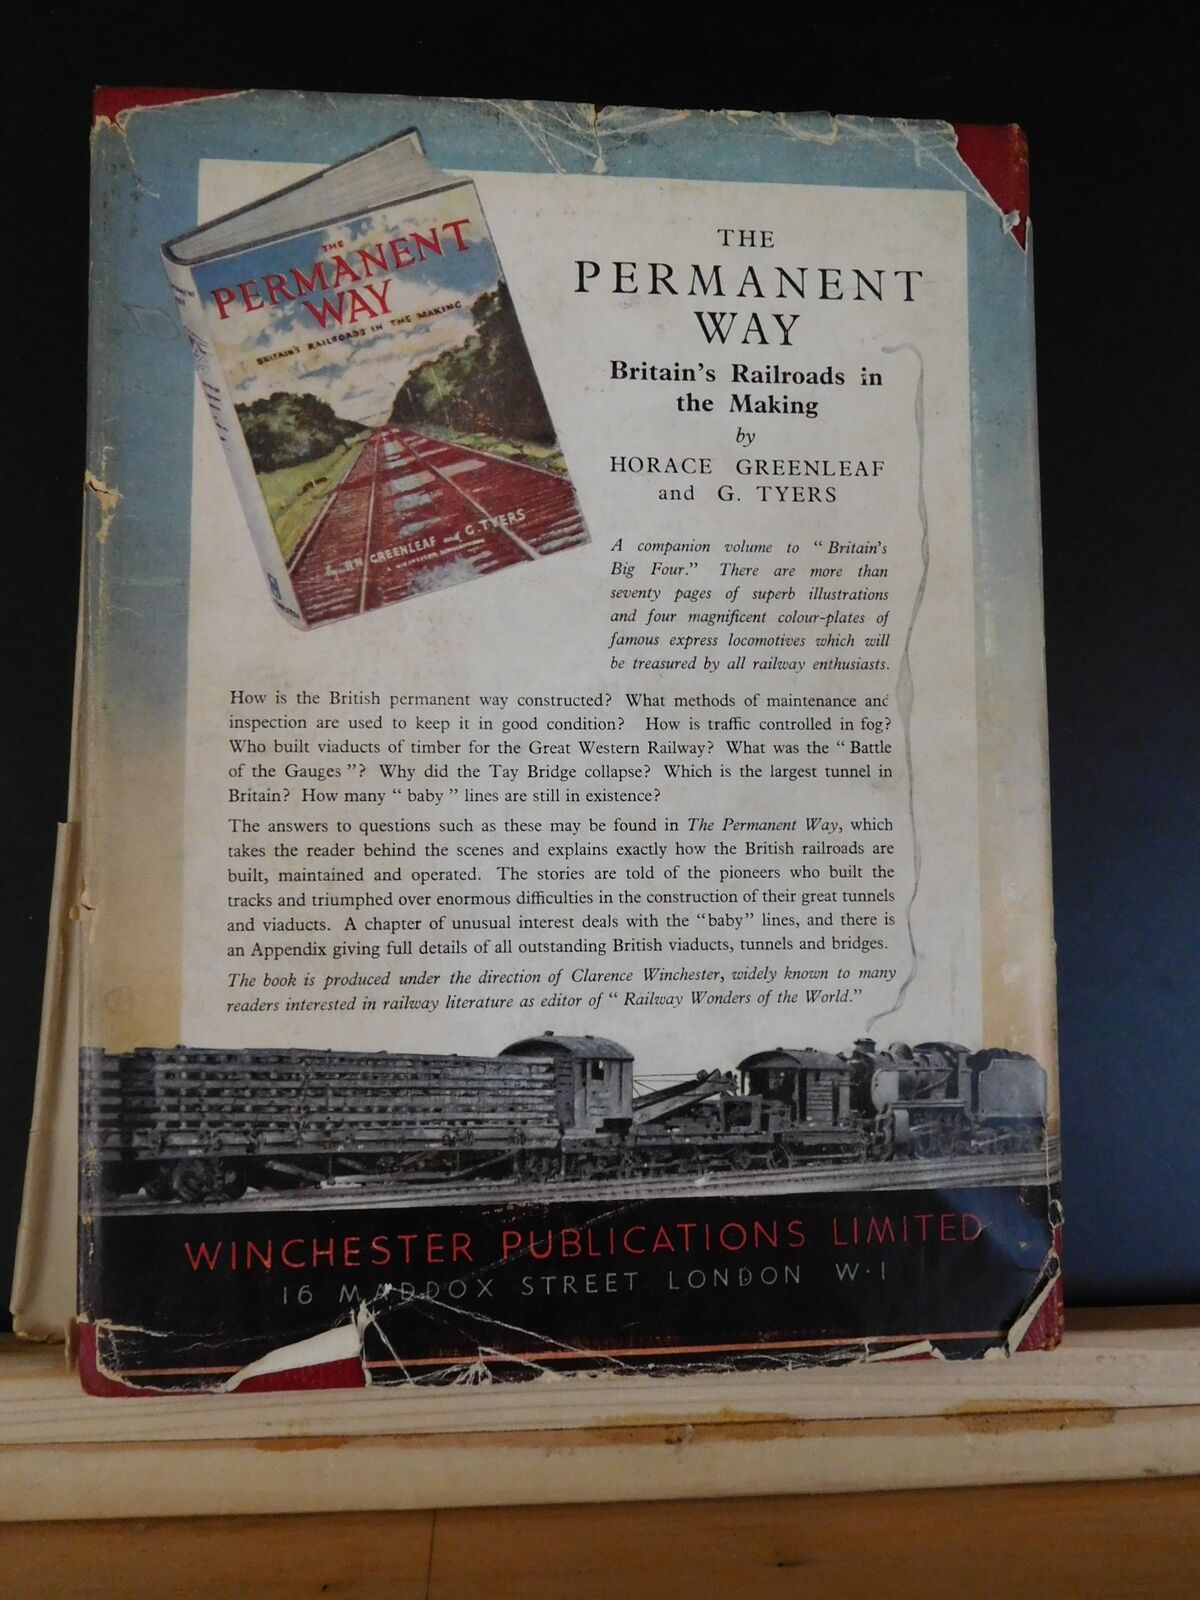 THE
PERMANENT
WAY
BRITAIN'S RAILROADS IN THE MAKING
GREENLEAF and G. TYERS
THE
PERMANENT
WAY
Britain's Railroads in
the Making
by
HORACE GREENLEAF
and G. TYERS
A companion volume to " Britain's
Big Four." There are more than
seventy pages of superb illustrations
and four magnificent colour-plates of
famous express locomotives which will
be treasured by all railway enthusiasts.
How is the British permanent way constructed? What methods of maintenance and
inspection are used to keep it in good condition? How is traffic controlled in fog?
Who built viaducts of timber for the Great Western Railway? What was the " Battle
of the Gauges "? Why did the Tay Bridge collapse? Which is the largest tunnel in
Britain? How many " baby " lines are still in existence?
The answers to questions such as these may be found in The Permanent Way, which
takes the reader behind the scenes and explains exactly how the British railroads are
built, maintained and operated. The stories are told of the pioneers who built the
tracks and triumphed over enormous difficulties in the construction of their great tunnels
and viaducts. A chapter of unusual interest deals with the "baby" lines, and there is
an Appendix giving full details of all outstanding British viaducts, tunnels and bridges.
The book is produced under the direction of Clarence Winchester, widely known to many
readers interested in railway literature as editor of " Railway Wonders of the World."
WINCHESTER PUBLICATIONS LIMITED
16 MADDOX STREET LONDON W·1